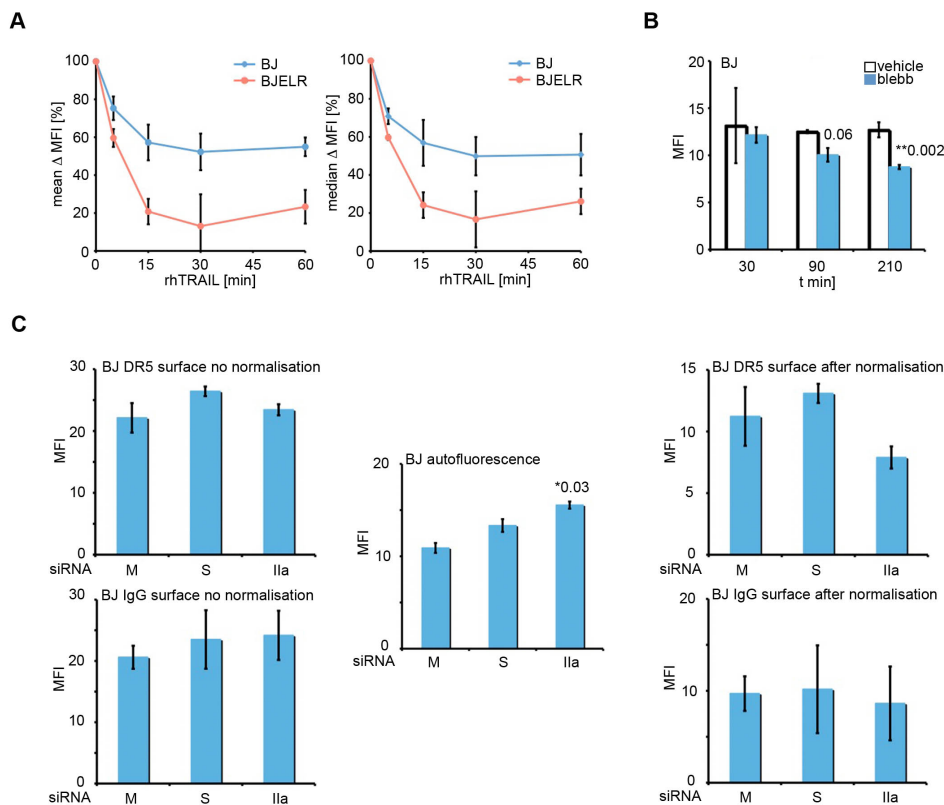 A
BJ
BJELR
mean Δ MFI [%]
100
80
60
40
20
0
0
15
30
45
60
rhTRAIL [min]
BJ
BJELR
median Δ MFI [%]
100
80
60
40
20
0
0
15
30
45
60
rhTRAIL [min]
B
BJ
vehicle
blebb
MFI
20
15
10
5
0
0.06
**0.002
30
90
210
t min]
C
BJ DR5 surface no normalisation
MFI
30
20
10
0
siRNA
M
S
IIa
BJ IgG surface no normalisation
MFI
30
20
10
0
siRNA
M
S
IIa
BJ autofluorescence
MFI
20
10
0
*0.03
siRNA
M
S
IIa
BJ DR5 surface after normalisation
MFI
15
10
5
0
siRNA
M
S
IIa
BJ IgG surface after normalisation
MFI
20
10
0
siRNA
M
S
IIa